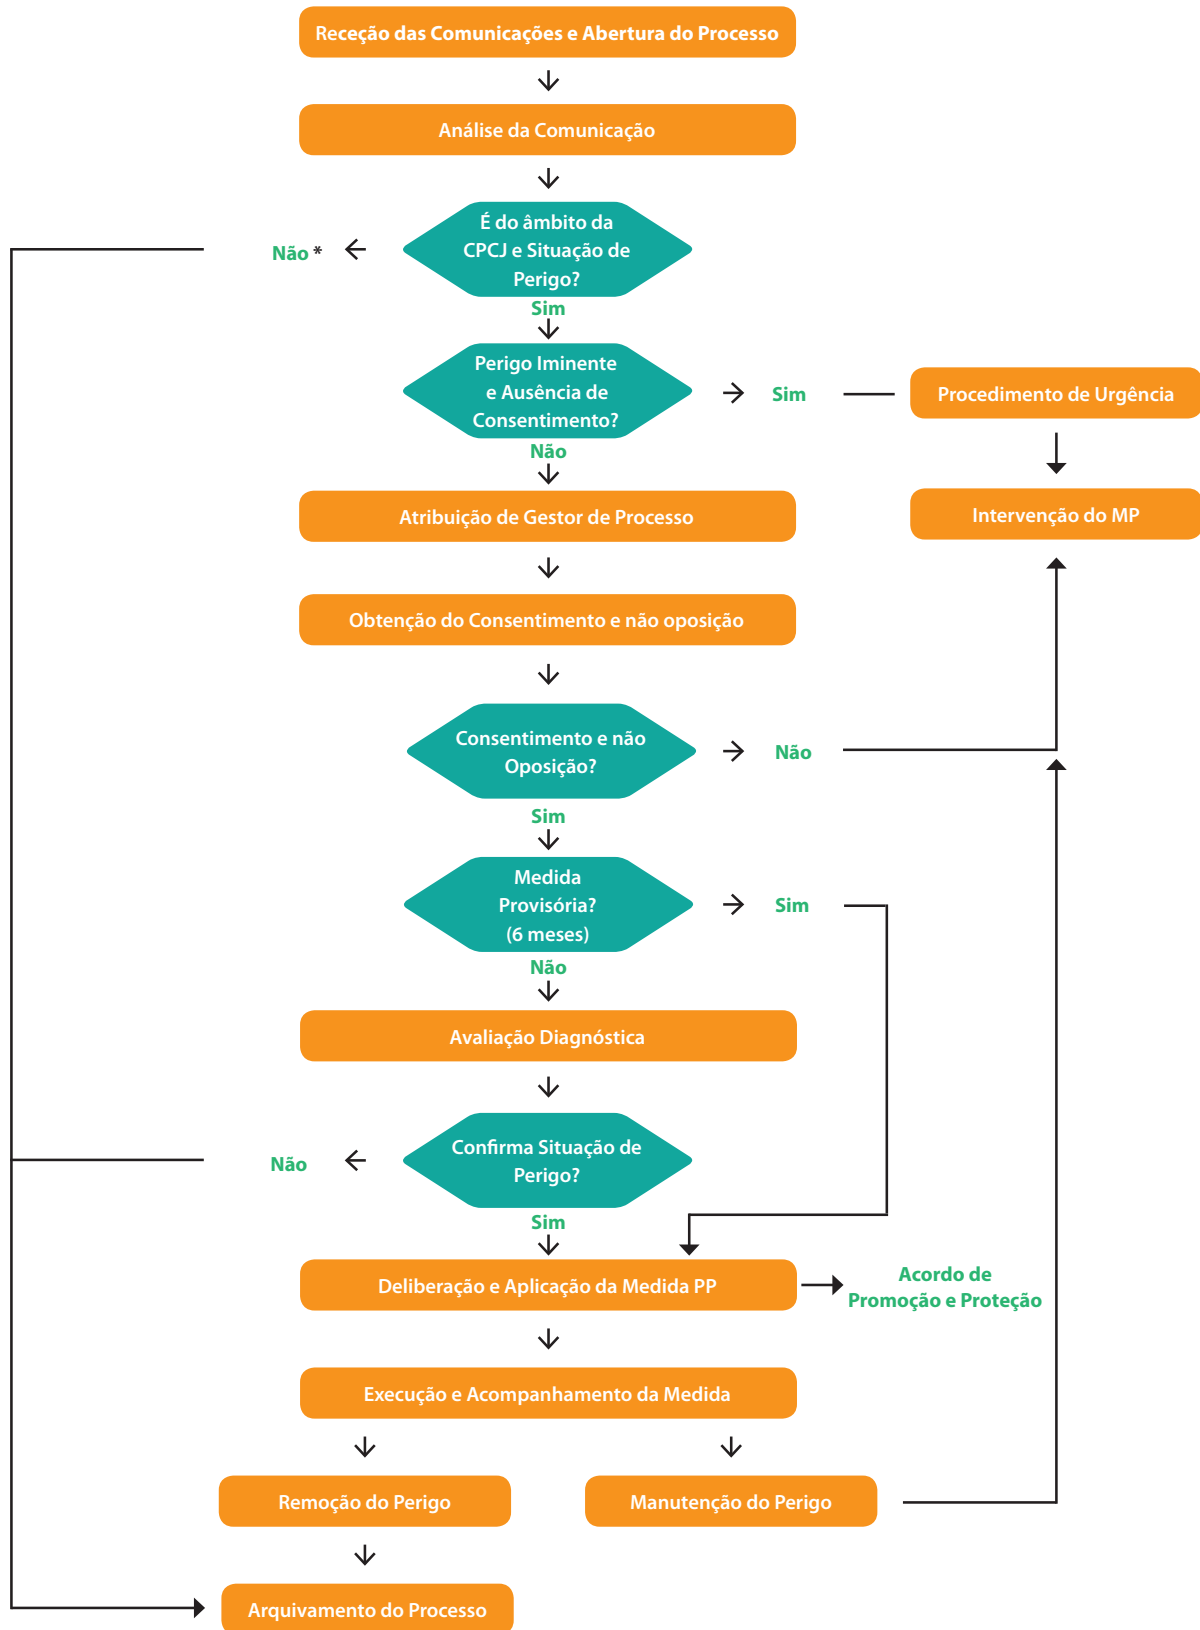 Receção das Comunicações e Abertura do Processo
Análise da Comunicação
É do âmbito da
CPCJ e Situação de
Perigo?
Não *
Sim
Perigo Iminente
e Ausência de
Consentimento?
Sim
Procedimento de Urgência
Não
Intervenção do MP
Atribuição de Gestor de Processo
Obtenção do Consentimento e não oposição
Consentimento e não
Oposição?
Não
Sim
Medida
Provisória?
(6 meses)
Sim
Não
Avaliação Diagnóstica
Confirma Situação de
Perigo?
Não
Sim
Deliberação e Aplicação da Medida PP
Acordo de
Promoção e Proteção
Execução e Acompanhamento da Medida
Remoção do Perigo
Manutenção do Perigo
Arquivamento do Processo